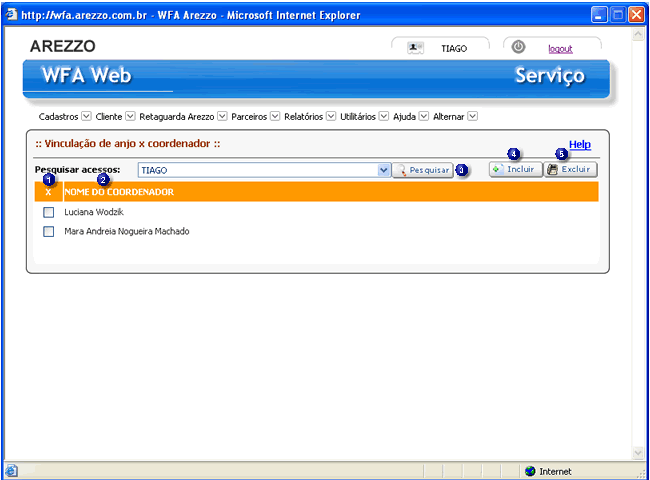 http://wfa.arezzo.com.br - WFA Arezzo - Microsoft Internet Explorer
AREZZO
TIAGO
logout
WFA Web
Serviço
Cadastros Cliente Retaguarda Arezzo Parceiros Relatórios Utilitários Ajuda Alternar
:: Vinculação de anjo x coordenador ::
Help
4 5
Pesquisar acessos: TIAGO Pesquisar 3 Incluir Excluir
1 2
X NOME DO COORDENADOR
Luciana Wodzik
Mara Andreia Nogueira Machado
Internet